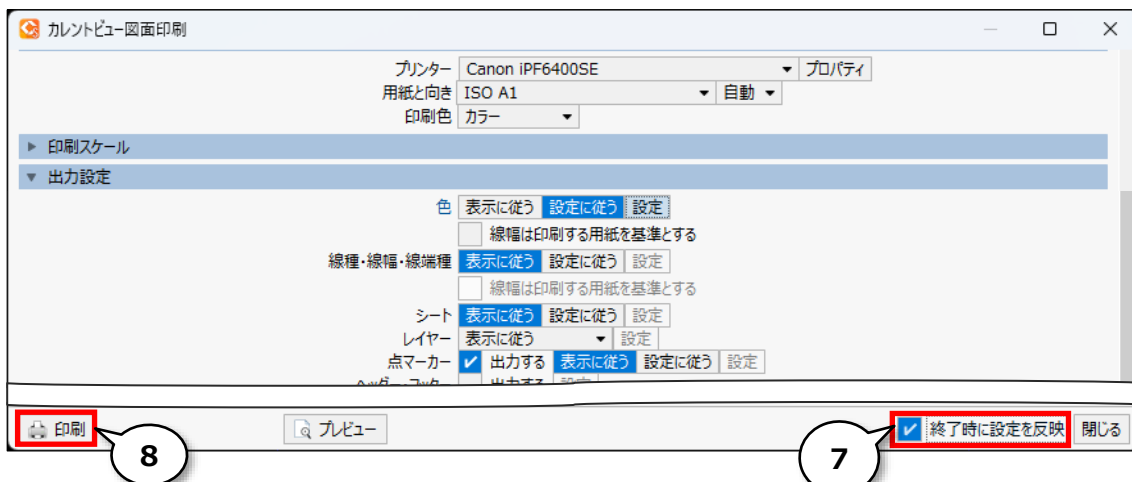 カレントビュー図面印刷
プリンター Canon iPF6400SE プロパティ
用紙と向き ISO A1 自動
印刷色 カラー
印刷スケール
出力設定
色 表示に従う 設定に従う 設定
線幅は印刷する用紙を基準とする
線種・線幅・線端種 表示に従う 設定に従う 設定
線幅は印刷する用紙を基準とする
シート 表示に従う 設定に従う 設定
レイヤー 表示に従う 設定
点マーカー 出力する 表示に従う 設定に従う 設定
印刷 プレビュー 終了時に設定を反映 閉じる
8 7